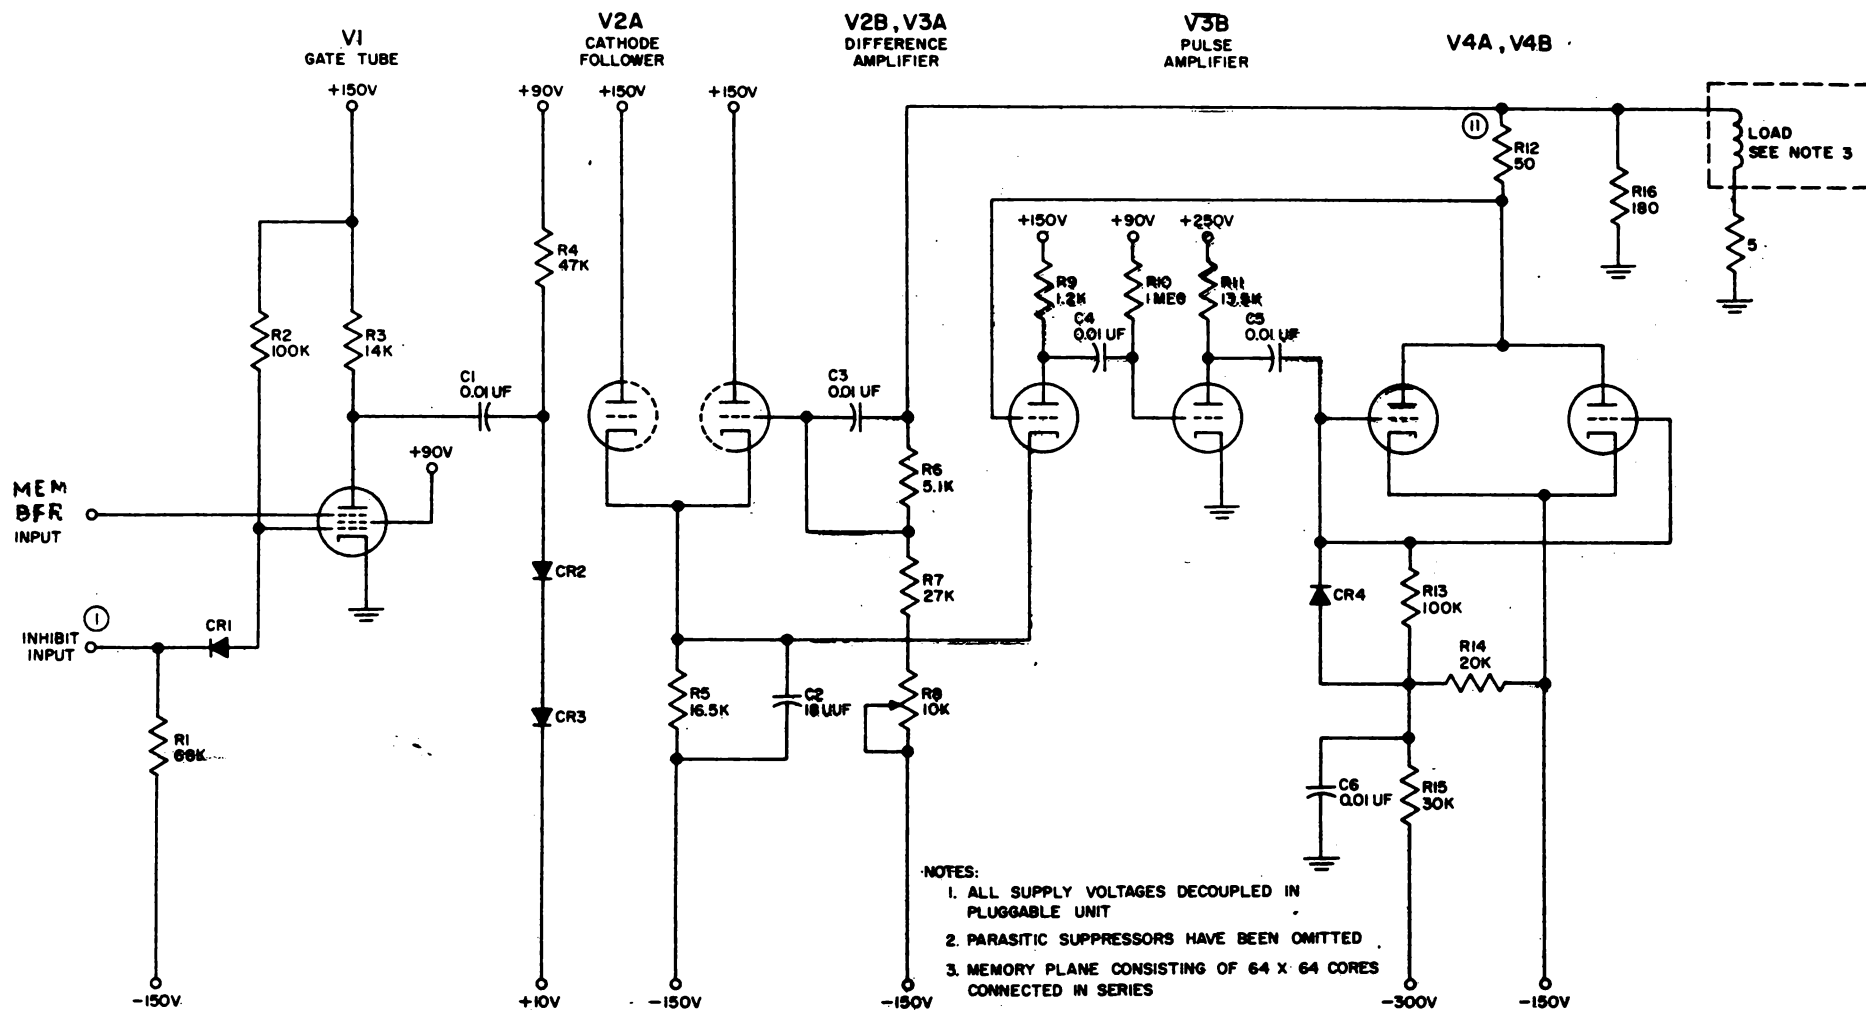 V1
GATE TUBE
V2A
CATHODE
FOLLOWER
V2B, V3A
DIFFERENCE
AMPLIFIER
V3B
PULSE
AMPLIFIER
V4A, V4B
+150V
+90V
+150V
+150V
11
R12
50
LOAD
SEE NOTE 3
R16
180
5
R4
47K
+150V
+90V
+250V
R9
1.2K
R10
1 MEG
R11
C4
0.01 UF
C5
0.01 UF
R2
100K
R3
14K
C1
0.01 UF
C3
0.01 UF
+90V
R6
5.1K
MEM
BFR
INPUT
CR2
R7
27K
CR4
R13
100K
1
INHIBIT
INPUT
CR1
R14
20K
R5
16.5K
C2
18 UUF
R8
10K
CR3
R1
68K
C6
0.01 UF
R15
30K
NOTES:
1. ALL SUPPLY VOLTAGES DECOUPLED IN
PLUGGABLE UNIT
2. PARASITIC SUPPRESSORS HAVE BEEN OMITTED
3. MEMORY PLANE CONSISTING OF 64 X 64 CORES
CONNECTED IN SERIES
-150V
+10V
-150V
-150V
-300V
-150V